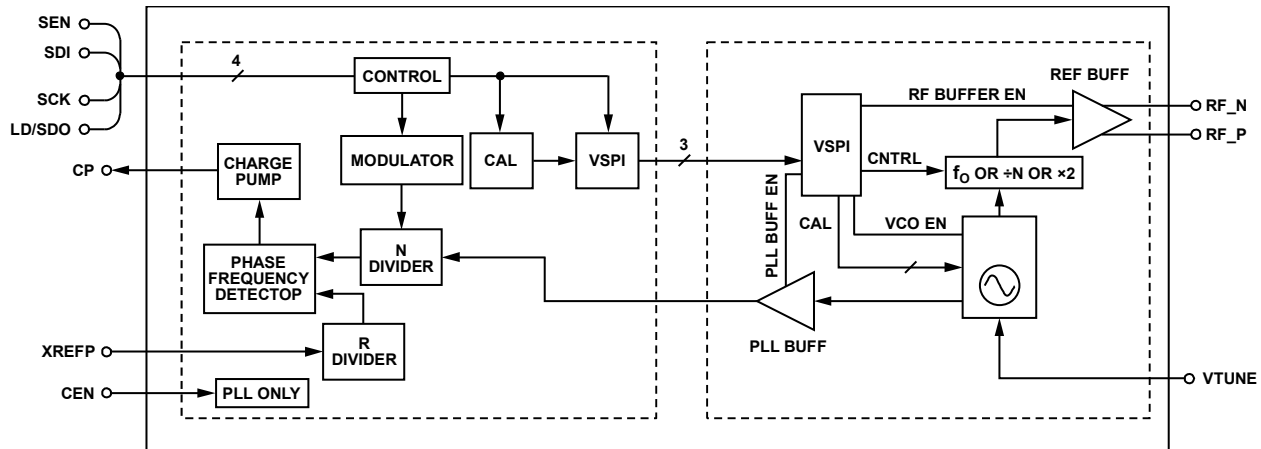 SEN
SDI
SCK
LD/SDO
CP
XREFP
CEN
4
CONTROL
MODULATOR
CAL
VSPI
CHARGE
PUMP
PHASE
FREQUENCY
DETECTOP
N
DIVIDER
R
DIVIDER
PLL ONLY
3
VSPI
RF BUFFER EN
REF BUFF
RF_N
RF_P
CNTRL
fO OR ÷N OR ×2
PLL BUFF EN
CAL
VCO EN
PLL BUFF
VTUNE